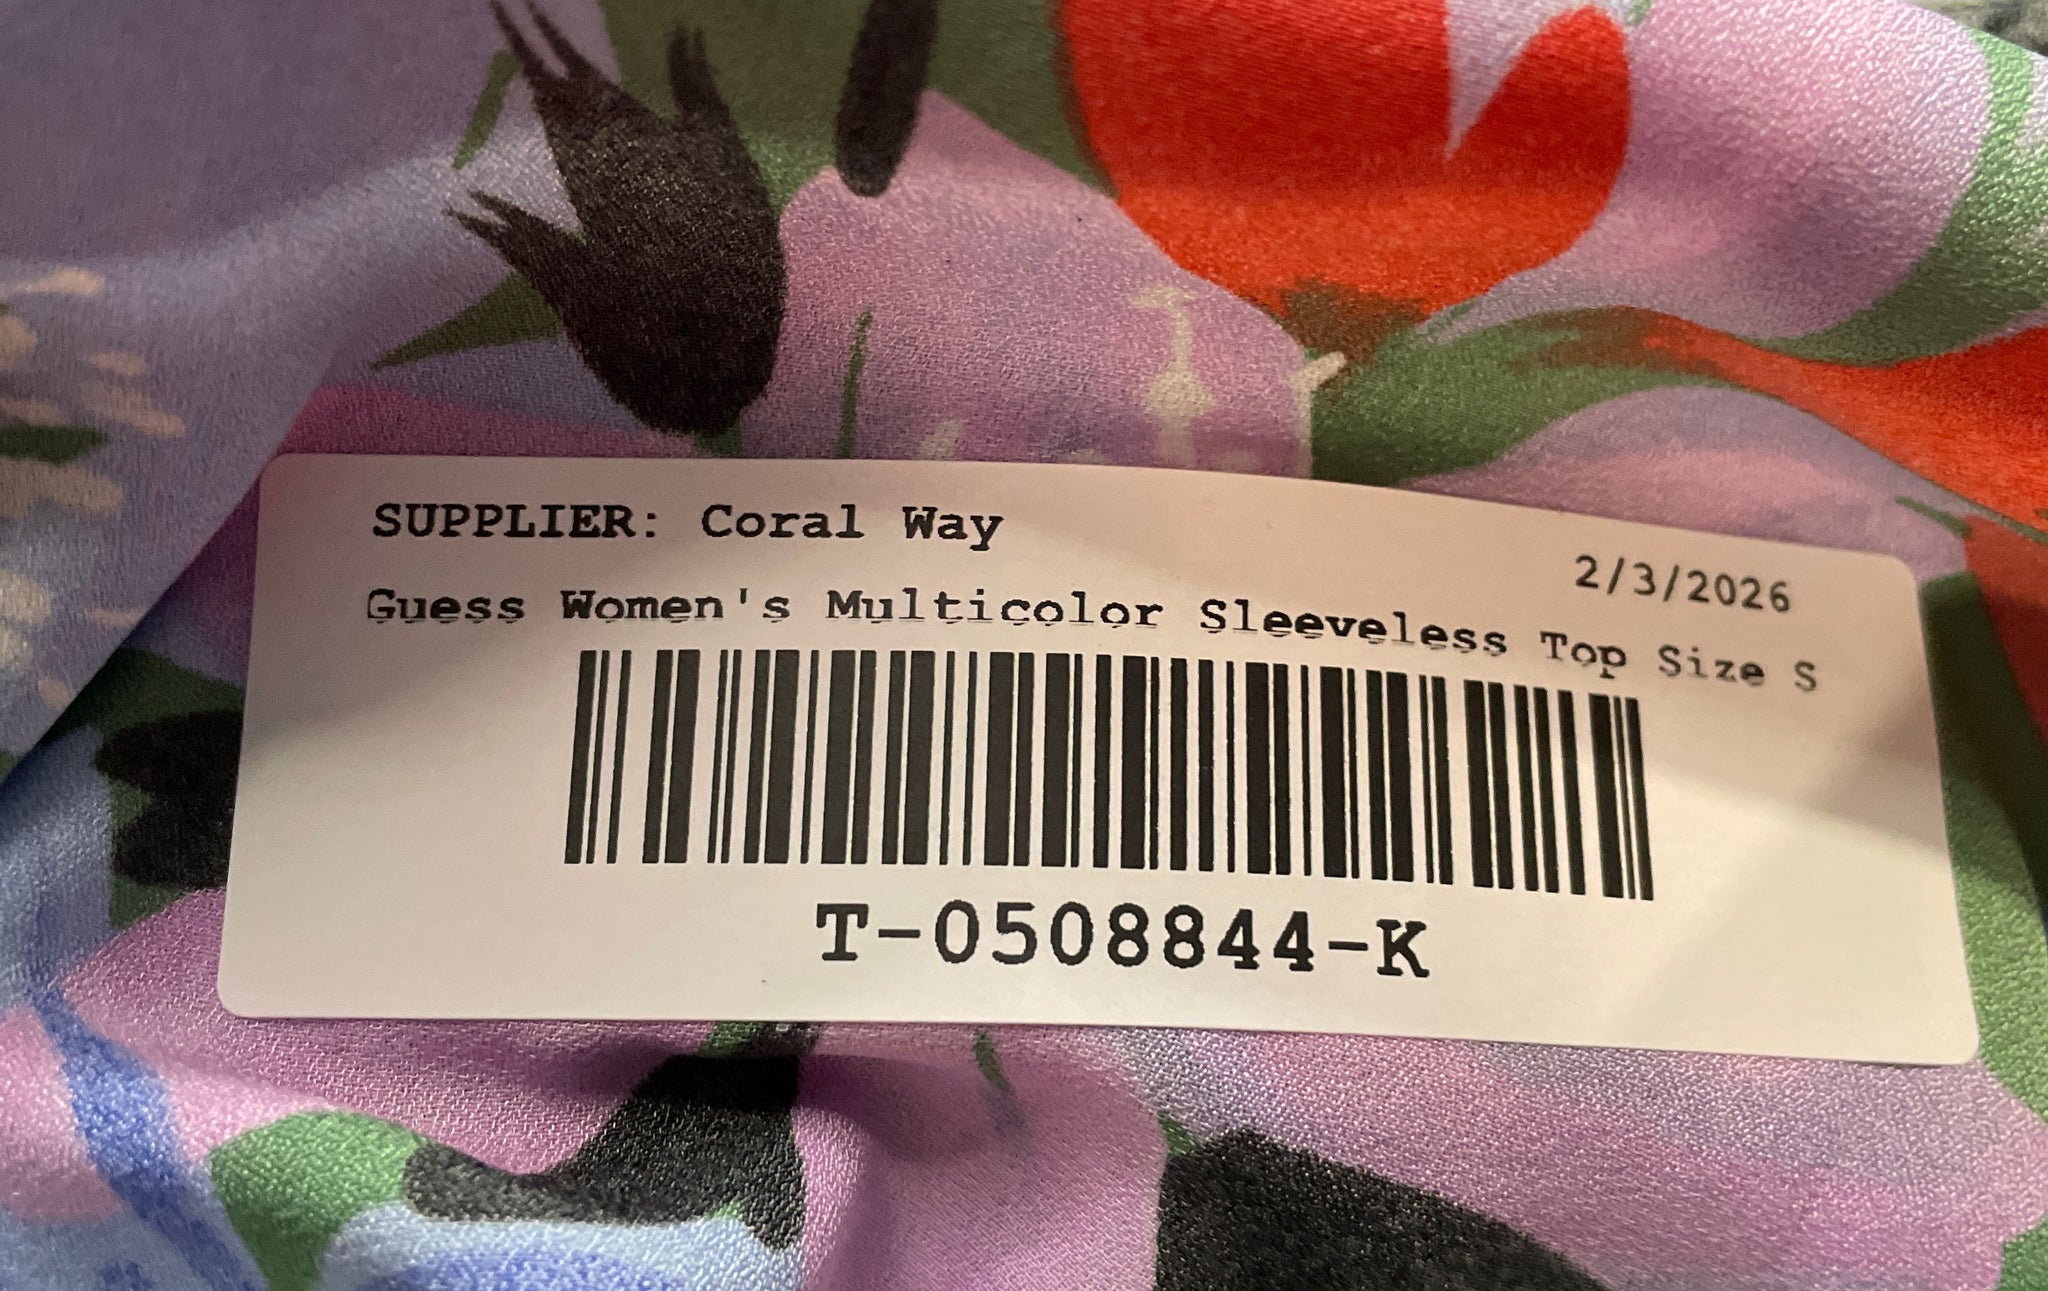 SUPPLIER: Coral Way
2/3/2026
Guess Women's Multicolor Sleeveless Top Size S
T-0508844-K